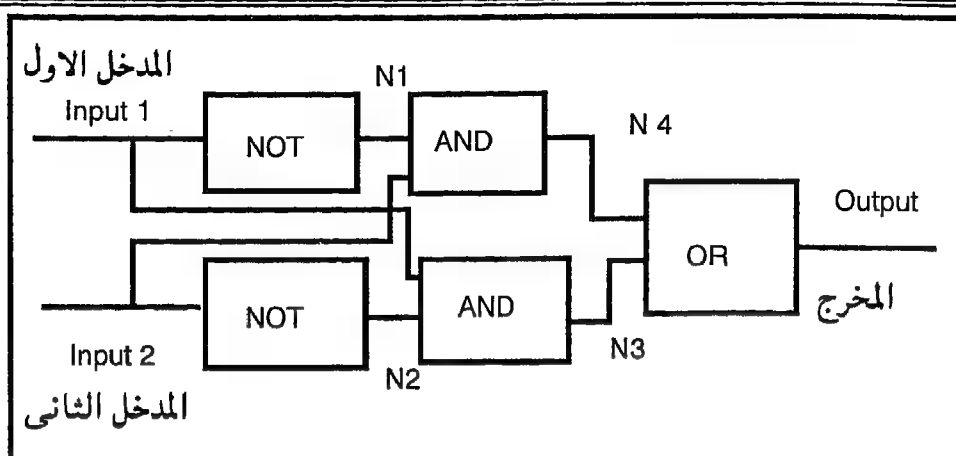 المدخل الاول
Input 1
NOT
N1
AND
N 4
OR
Output
المخرج
NOT
AND
N3
N2
Input 2
المدخل الثانى